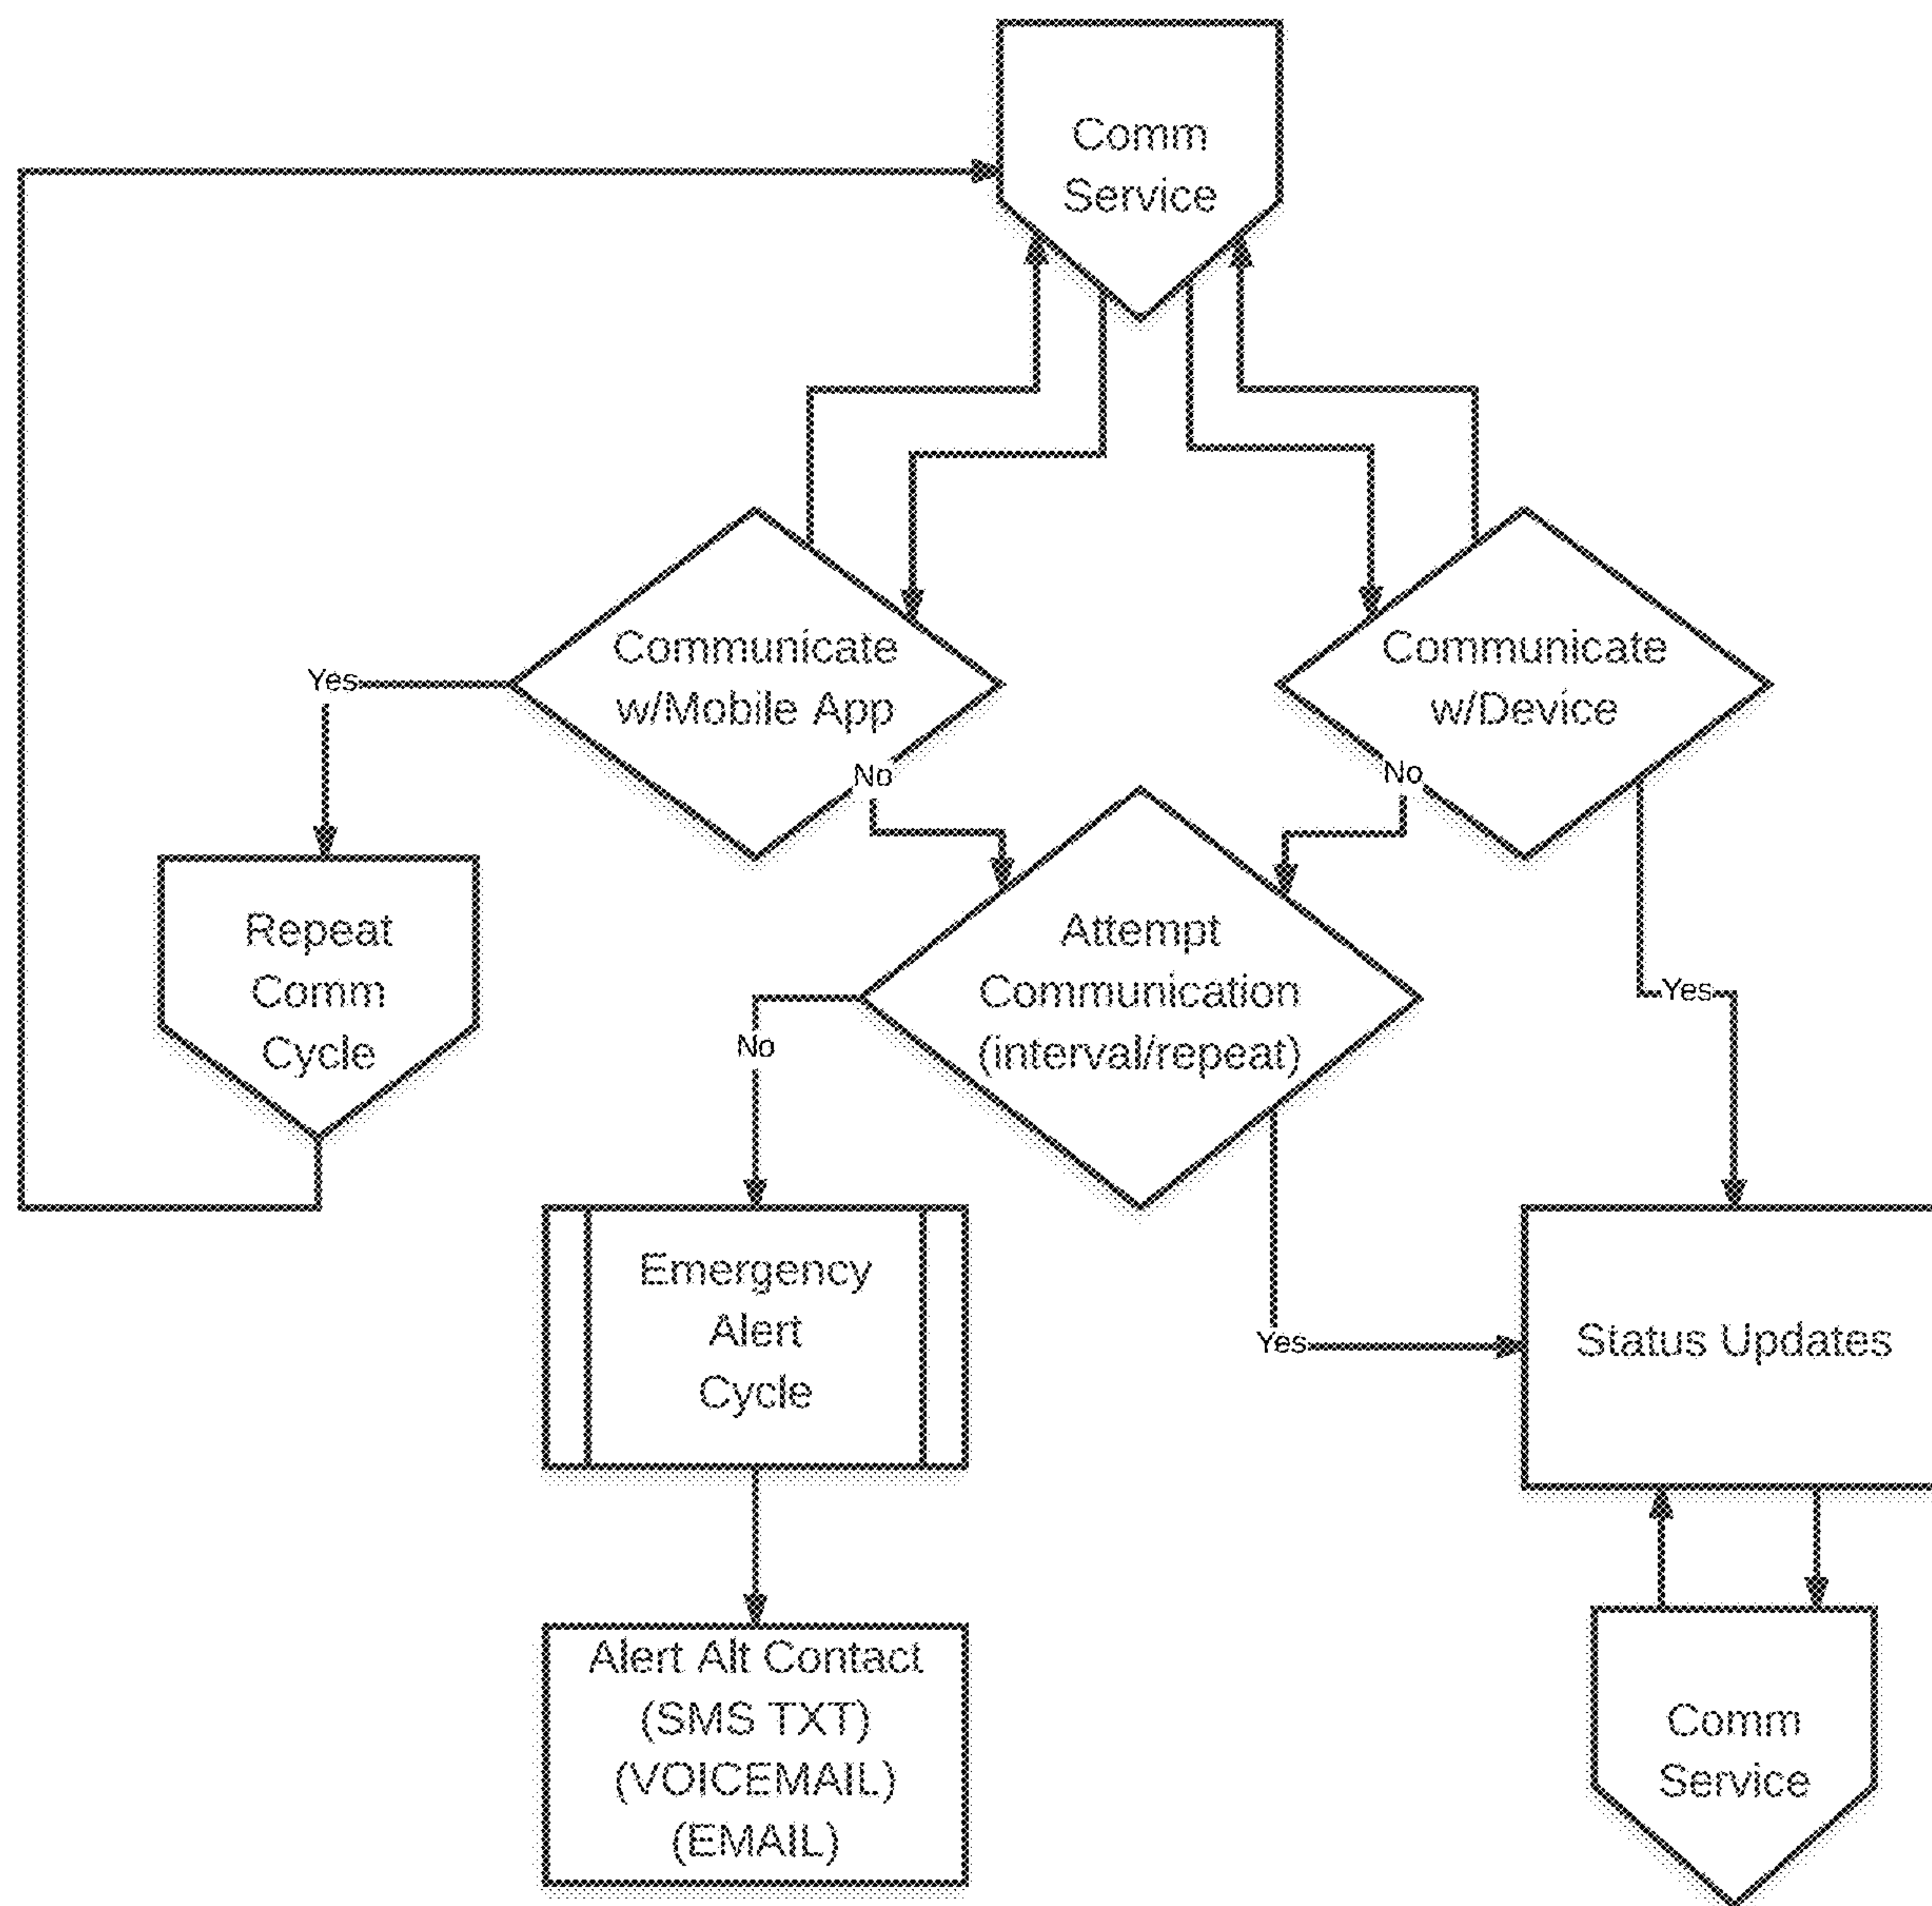 Comm
Service
Communicate
w/Mobile App
Communicate
w/Device
Yes
No
No
Repeat
Comm
Cycle
Attempt
Communication
(interval/repeat)
Yes
No
Emergency
Alert
Cycle
Yes
Status Updates
Alert Alt Contact
(SMS TXT)
(VOICEMAIL)
(EMAIL)
Comm
Service